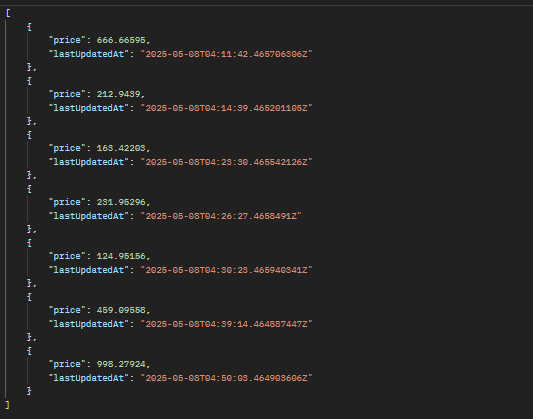 [
{
"price": 666.66595,
"lastUpdatedAt": "2025-05-08T04:11:42.465706306Z"
},
{
"price": 212.9439,
"lastUpdatedAt": "2025-05-08T04:14:39.465201105Z"
},
{
"price": 163.42203,
"lastUpdatedAt": "2025-05-08T04:23:30.465542126Z"
},
{
"price": 231.95296,
"lastUpdatedAt": "2025-05-08T04:26:27.4658491Z"
},
{
"price": 124.95156,
"lastUpdatedAt": "2025-05-08T04:30:23.465940341Z"
},
{
"price": 459.09558,
"lastUpdatedAt": "2025-05-08T04:39:14.464887447Z"
},
{
"price": 998.27924,
"lastUpdatedAt": "2025-05-08T04:50:03.464903606Z"
}
]